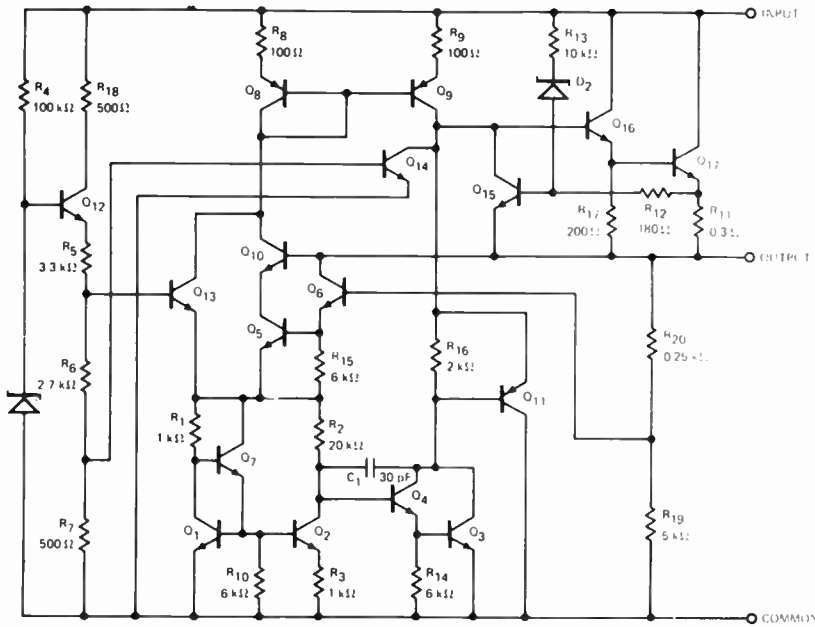 INPUT
R8
100Ω
R9
100Ω
R13
10 kΩ
R4
100 kΩ
R18
500Ω
Q8
Q9
D2
Q16
Q14
Q17
Q15
Q12
R17
200Ω
R12
180Ω
R11
0.3Ω
R5
3.3 kΩ
Q10
OUTPUT
Q13
Q6
Q5
R20
0.25 kΩ
R6
2.7 kΩ
R15
6 kΩ
R16
2 kΩ
Q11
R1
1 kΩ
R2
20 kΩ
Q7
C1
30 pF
Q4
R7
500Ω
Q1
Q2
Q3
R19
5 kΩ
R10
6 kΩ
R3
1 kΩ
R14
6 kΩ
COMMON